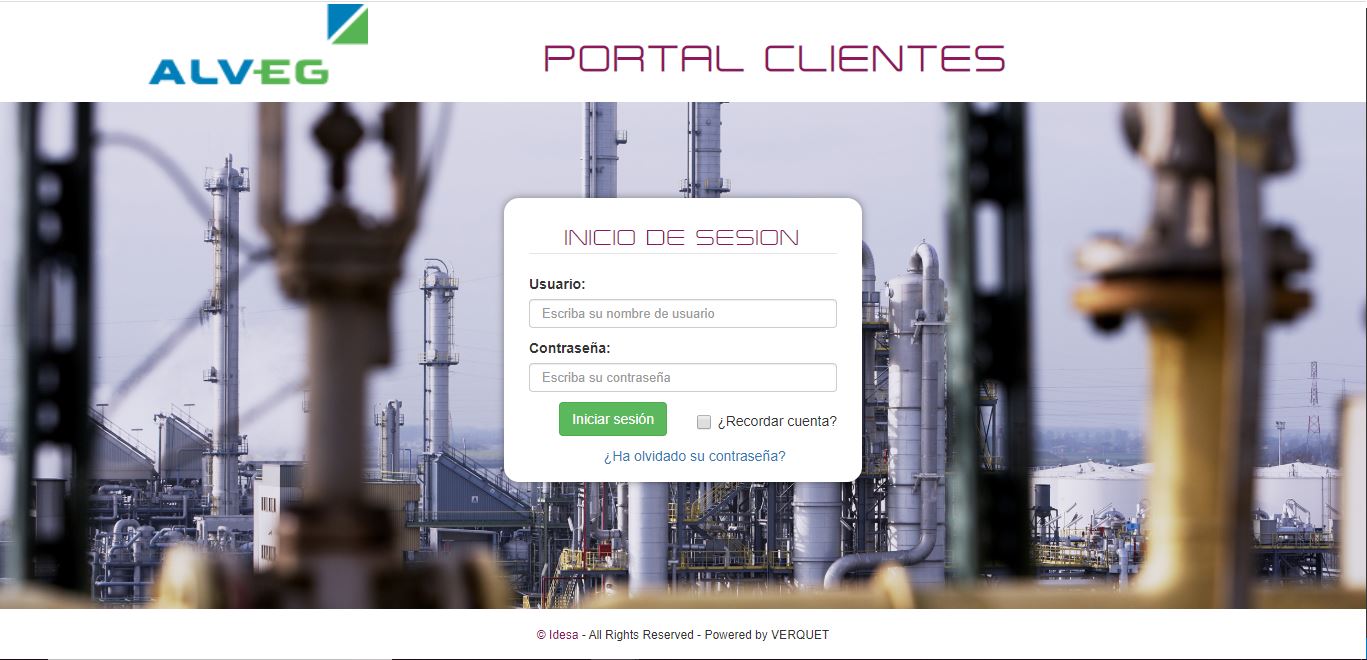 ALVEG
PORTAL CLIENTES
INICIO DE SESION
Usuario:
Escriba su nombre de usuario
Contraseña:
Escriba su contraseña
Iniciar sesión
¿Recordar cuenta?
¿Ha olvidado su contraseña?
© Idesa - All Rights Reserved - Powered by VERQUET